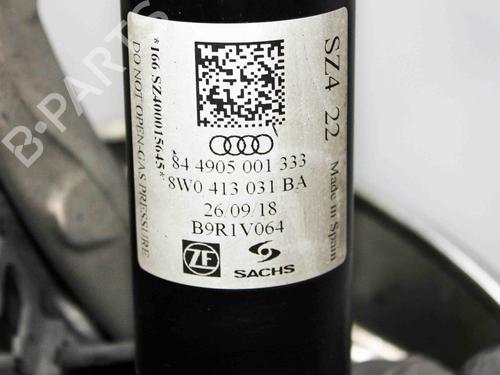 84 4905 001 333
8W0 413 031 BA
26/09/18
B9R1V064
ZF
SACHS
*166 SZ400015645*
DO NOT OPEN-GAS PRESSURE
SZ4 22
Made in Spain
B-PARTS